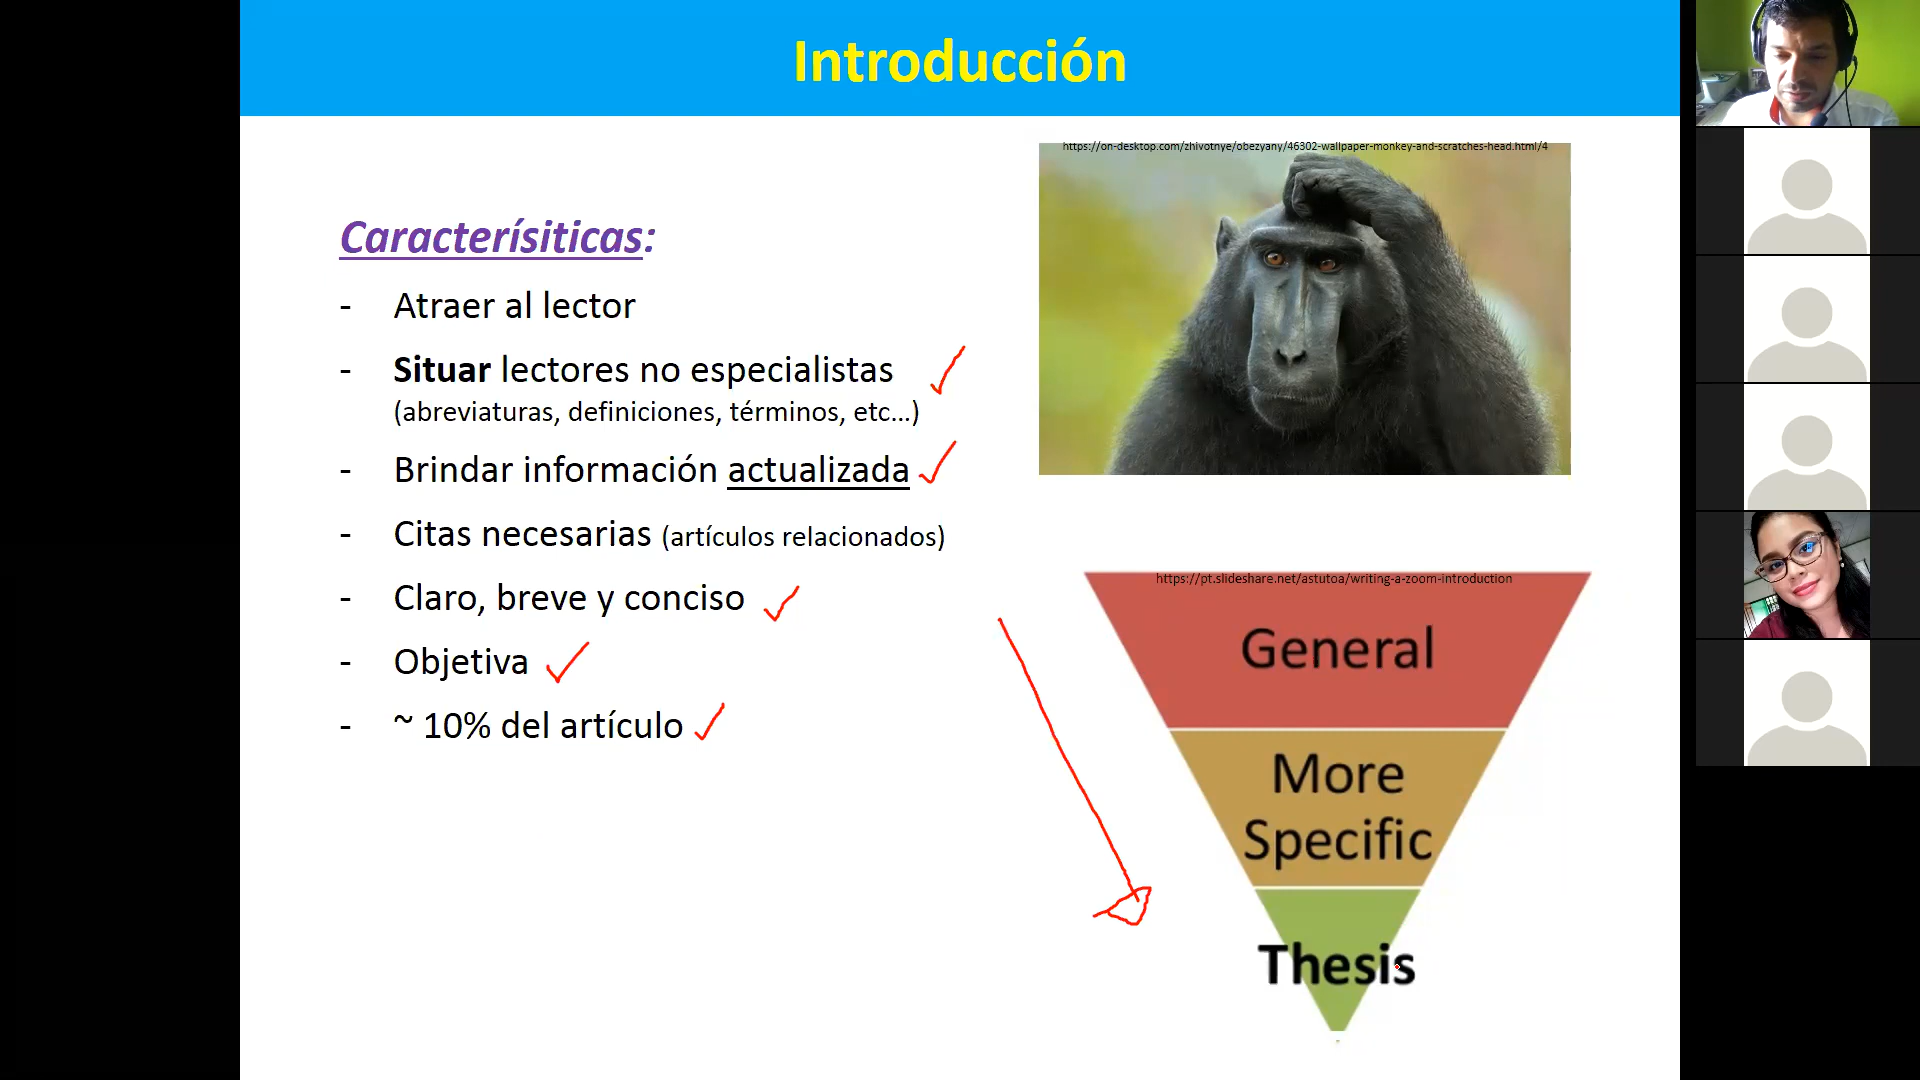 Introducción
https://on-desktop.com/zhivotnye/obezyany/46302-wallpaper-monkey-and-scratches-head.html/4
Caracterísiticas:
- Atraer al lector
- Situar lectores no especialistas
(abreviaturas, definiciones, términos, etc...)
- Brindar información actualizada
- Citas necesarias (artículos relacionados)
- Claro, breve y conciso
- Objetiva
- ~ 10% del artículo
https://pt.slideshare.net/astutoa/writing-a-zoom-introduction
General
More
Specific
Thesis